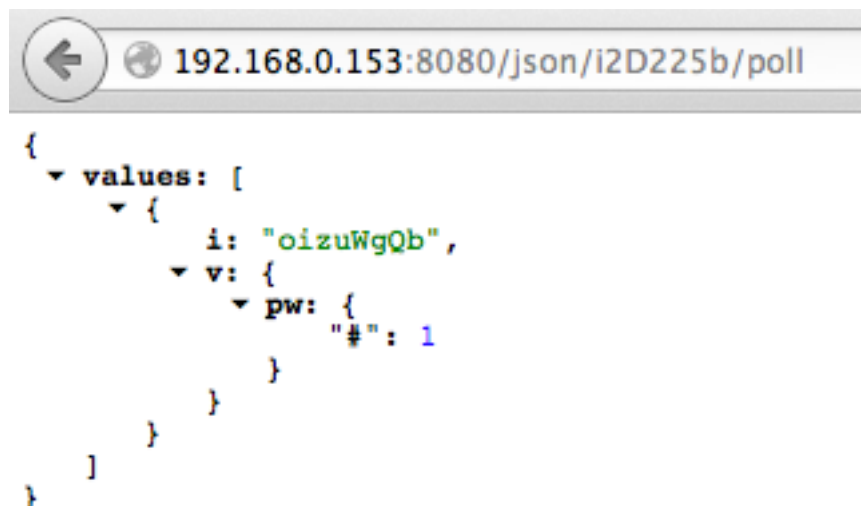 192.168.0.153:8080/json/i2D225b/poll
{
values: [
{
i: "oizuWgQb",
v: {
pw: {
"#": 1
}
}
}
]
}